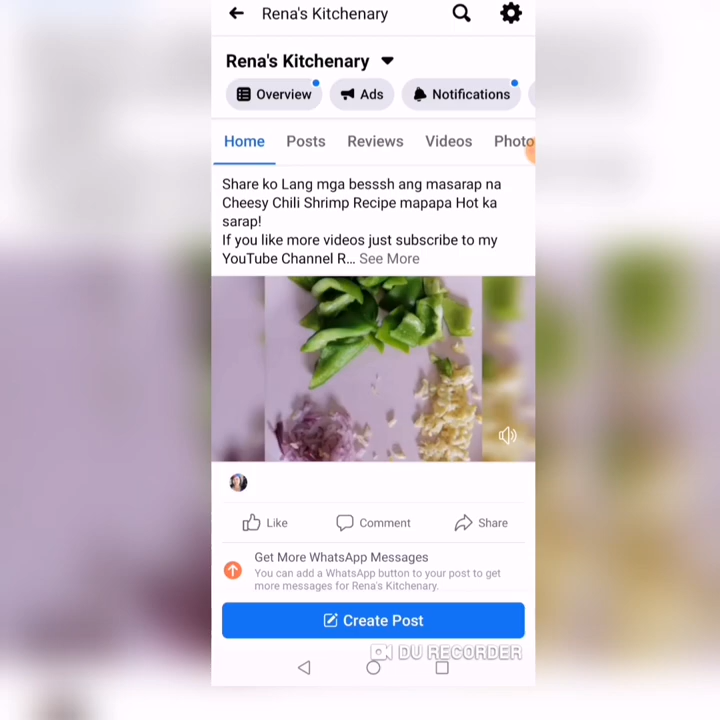 Rena's Kitchenary
Rena's Kitchenary
Overview Ads Notifications
Home Posts Reviews Videos Photo
Share ko Lang mga besssh ang masarap na
Cheesy Chili Shrimp Recipe mapapa Hot ka
sarap!
If you like more videos just subscribe to my
YouTube Channel R... See More
Like Comment Share
Get More WhatsApp Messages
You can add a WhatsApp button to your post to get
more messages for Rena's Kitchenary.
Create Post
DU RECORDER